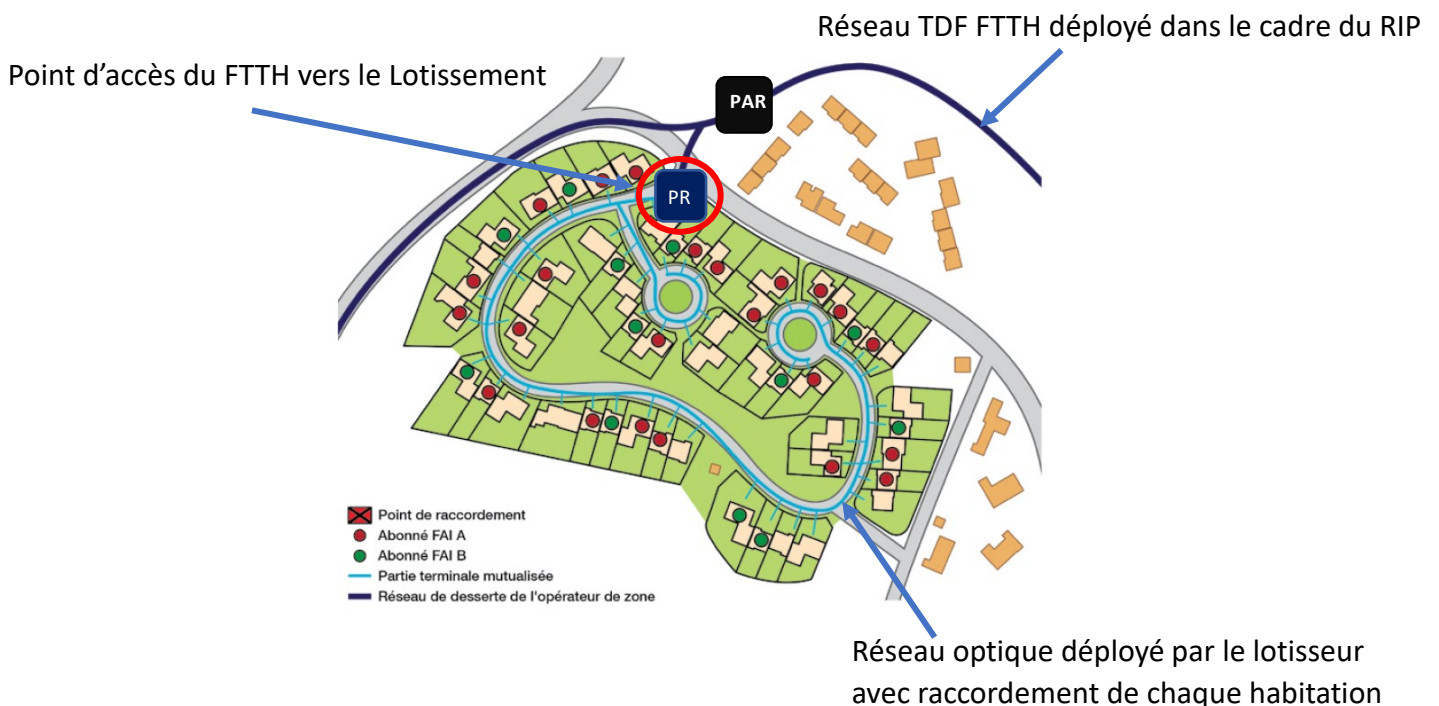 Réseau TDF FTTH déployé dans le cadre du RIP
Point d’accès du FTTH vers le Lotissement
PAR
PR
Point de raccordement
Abonné FAI A
Abonné FAI B
Partie terminale mutualisée
Réseau de desserte de l'opérateur de zone
Réseau optique déployé par le lotisseur
avec raccordement de chaque habitation